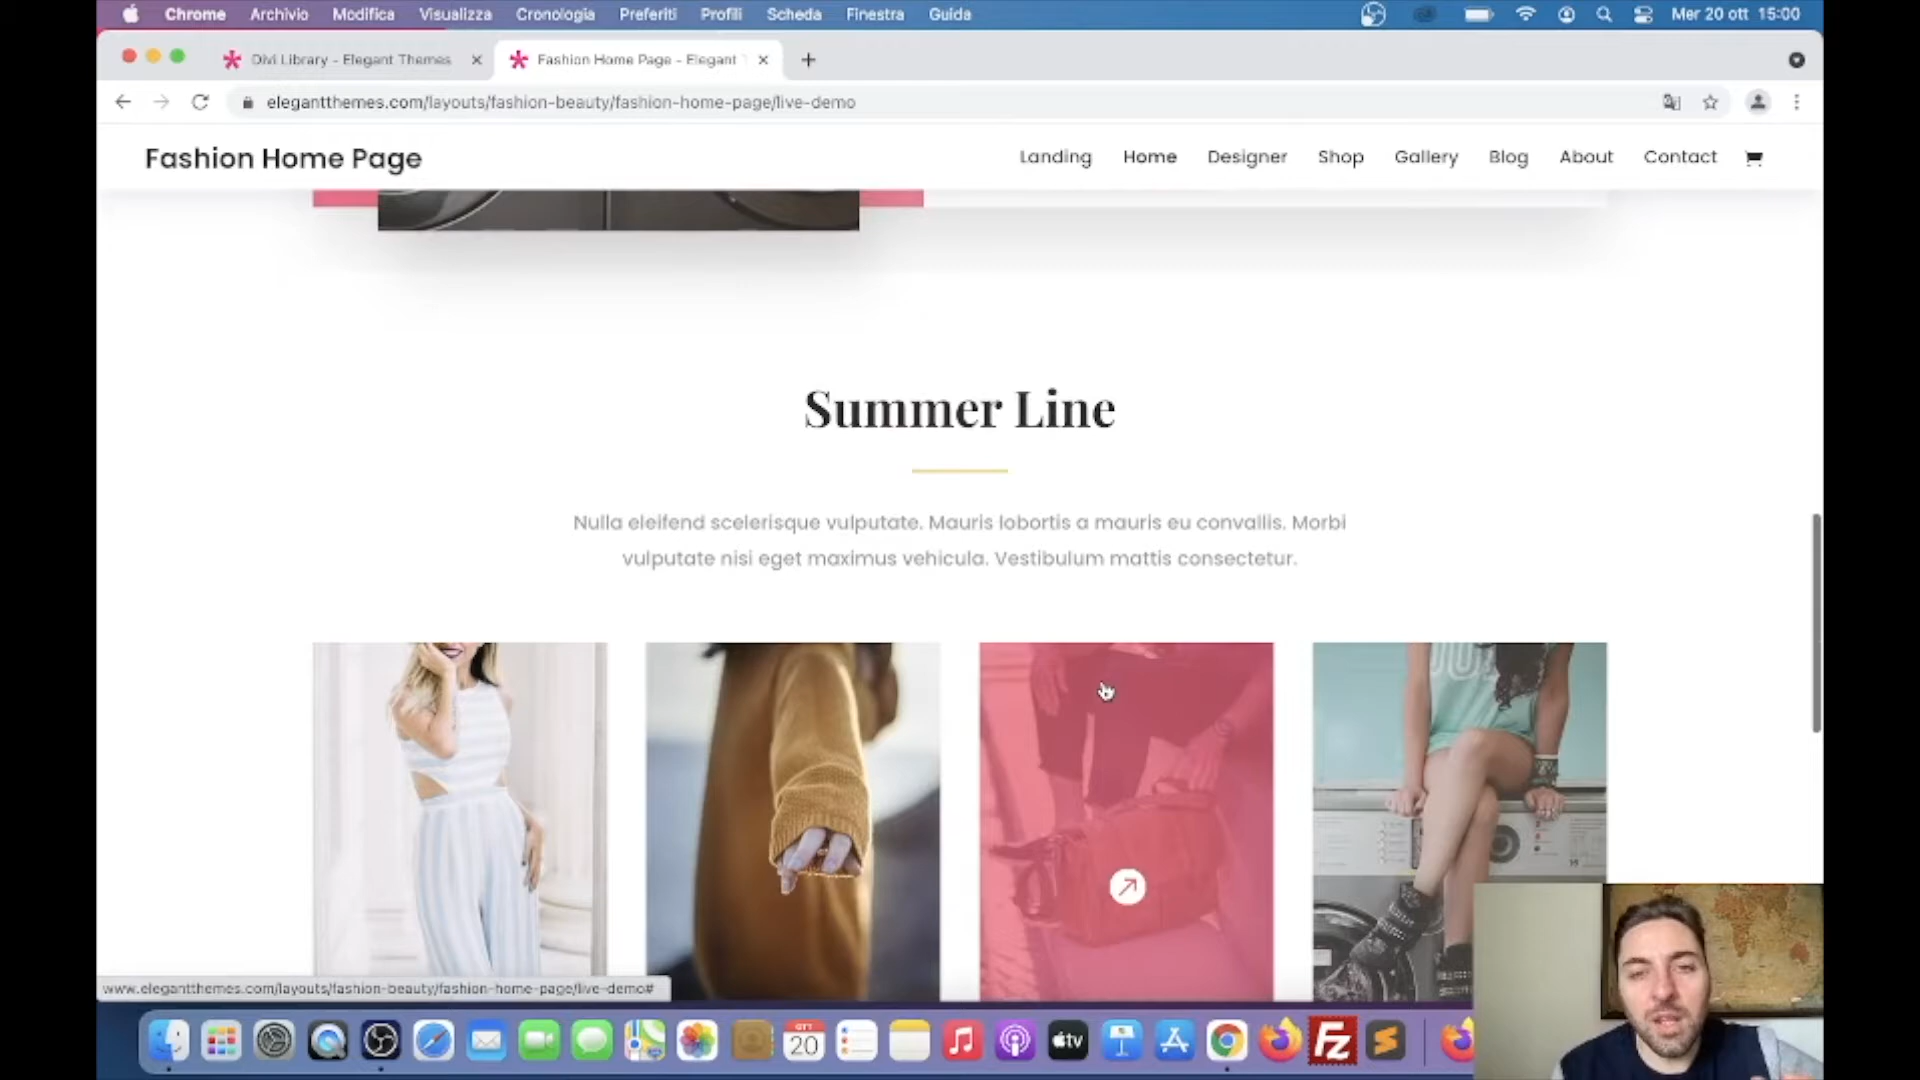 Chrome Archivio Modifica Visualizza Cronologia Preferiti Profili Scheda Finestra Guida Mer 20 ott 15:00
Divi Library - Elegant Themes Fashion Home Page - Elegant
elegantthemes.com/layouts/fashion-beauty/fashion-home-page/live-demo
Fashion Home Page Landing Home Designer Shop Gallery Blog About Contact
Summer Line
Nulla eleifend scelerisque vulputate. Mauris lobortis a mauris eu convallis. Morbi
vulputate nisi eget maximus vehicula. Vestibulum mattis consectetur.
www.elegantthemes.com/layouts/fashion-beauty/fashion-home-page/live-demo#
OTT
20
tv
FZ
S